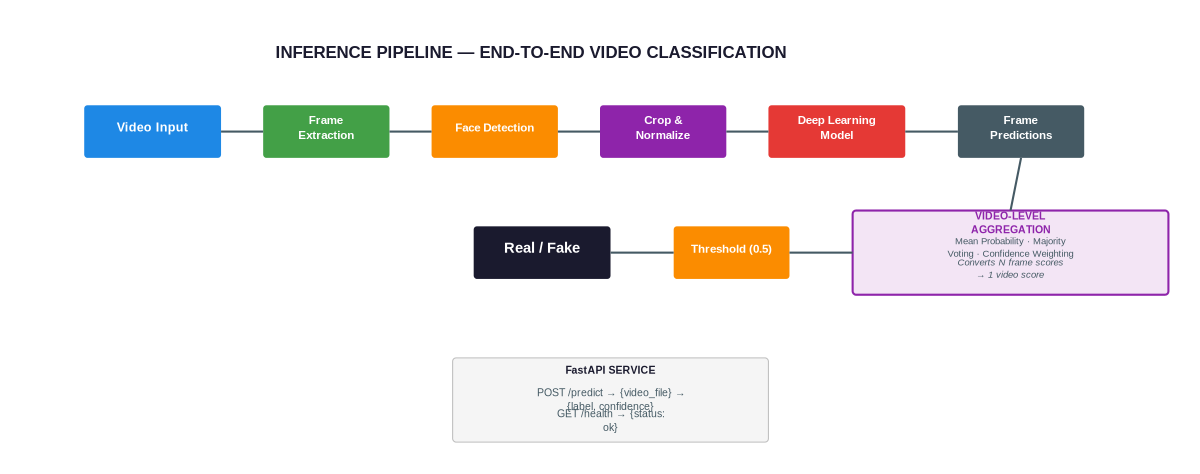 INFERENCE PIPELINE — END-TO-END VIDEO CLASSIFICATION
Video Input
Frame
Extraction
Face Detection
Crop &
Normalize
Deep Learning
Model
Frame
Predictions
Real / Fake
Threshold (0.5)
VIDEO-LEVEL
AGGREGATION
Mean Probability · Majority
Voting · Confidence Weighting
Converts N frame scores
→ 1 video score
FastAPI SERVICE
POST /predict → {video_file} →
{label, confidence}
GET /health → {status:
ok}